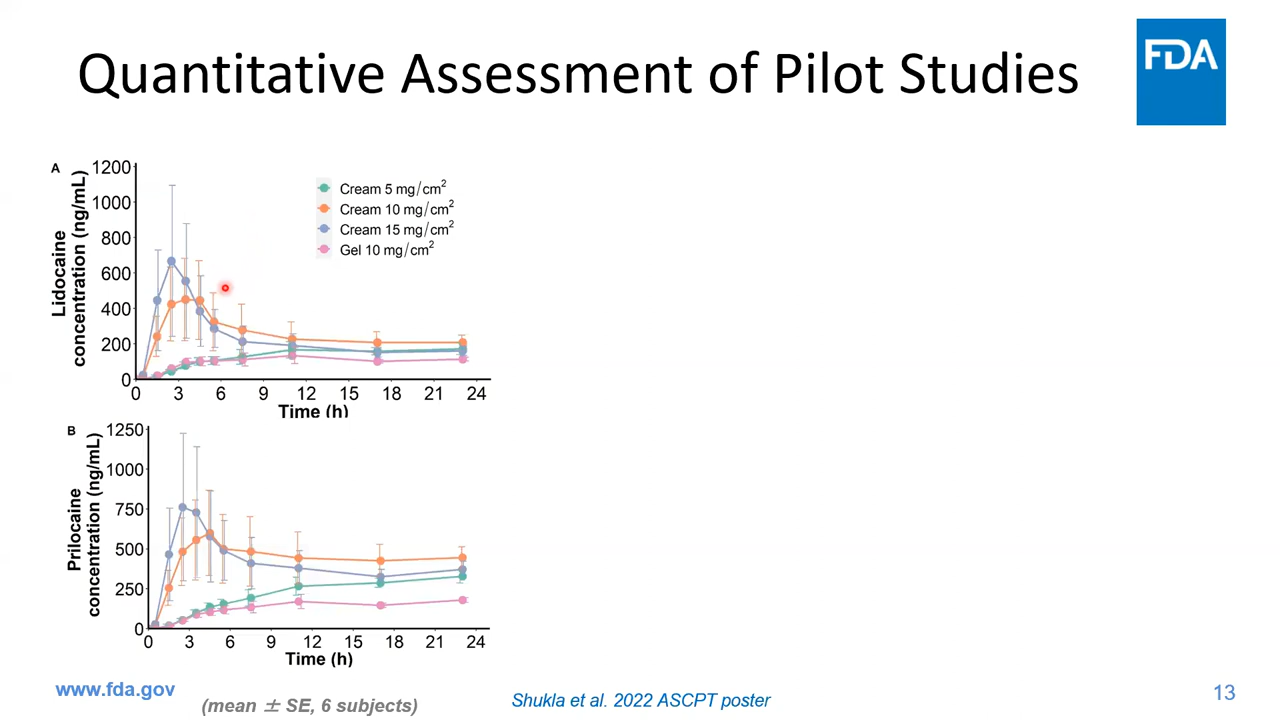 Quantitative Assessment of Pilot Studies
FDA
A
Lidocaine
concentration (ng/mL)
1200
1000
800
600
400
200
0
0 3 6 9 12 15 18 21 24
Time (h)
Cream 5 mg/cm2
Cream 10 mg/cm2
Cream 15 mg/cm2
Gel 10 mg/cm2
B
Prilocaine
concentration (ng/mL)
1250
1000
750
500
250
0
0 3 6 9 12 15 18 21 24
Time (h)
www.fda.gov
(mean ± SE, 6 subjects)
Shukla et al. 2022 ASCPT poster
13